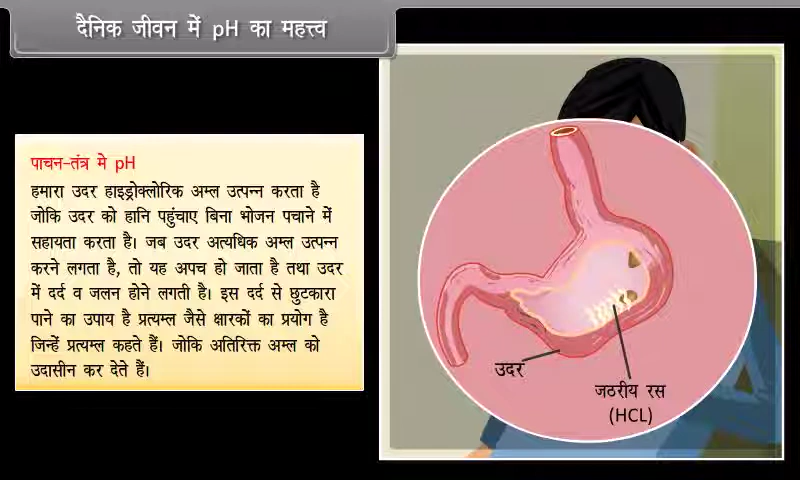 दैनिक जीवन में pH का महत्त्व
पाचन-तंत्र मे pH
हमारा उदर हाइड्रोक्लोरिक अम्ल उत्पन्न करता है
जोकि उदर को हानि पहुंचाए बिना भोजन पचाने में
सहायता करता है। जब उदर अत्यधिक अम्ल उत्पन्न
करने लगता है, तो यह अपच हो जाता है तथा उदर
में दर्द व जलन होने लगती है। इस दर्द से छुटकारा
पाने का उपाय है प्रत्यम्ल जैसे क्षारकों का प्रयोग है
जिन्हें प्रत्यम्ल कहते हैं। जोकि अतिरिक्त अम्ल को
उदासीन कर देते हैं।
उदर
जठरीय रस
(HCL)